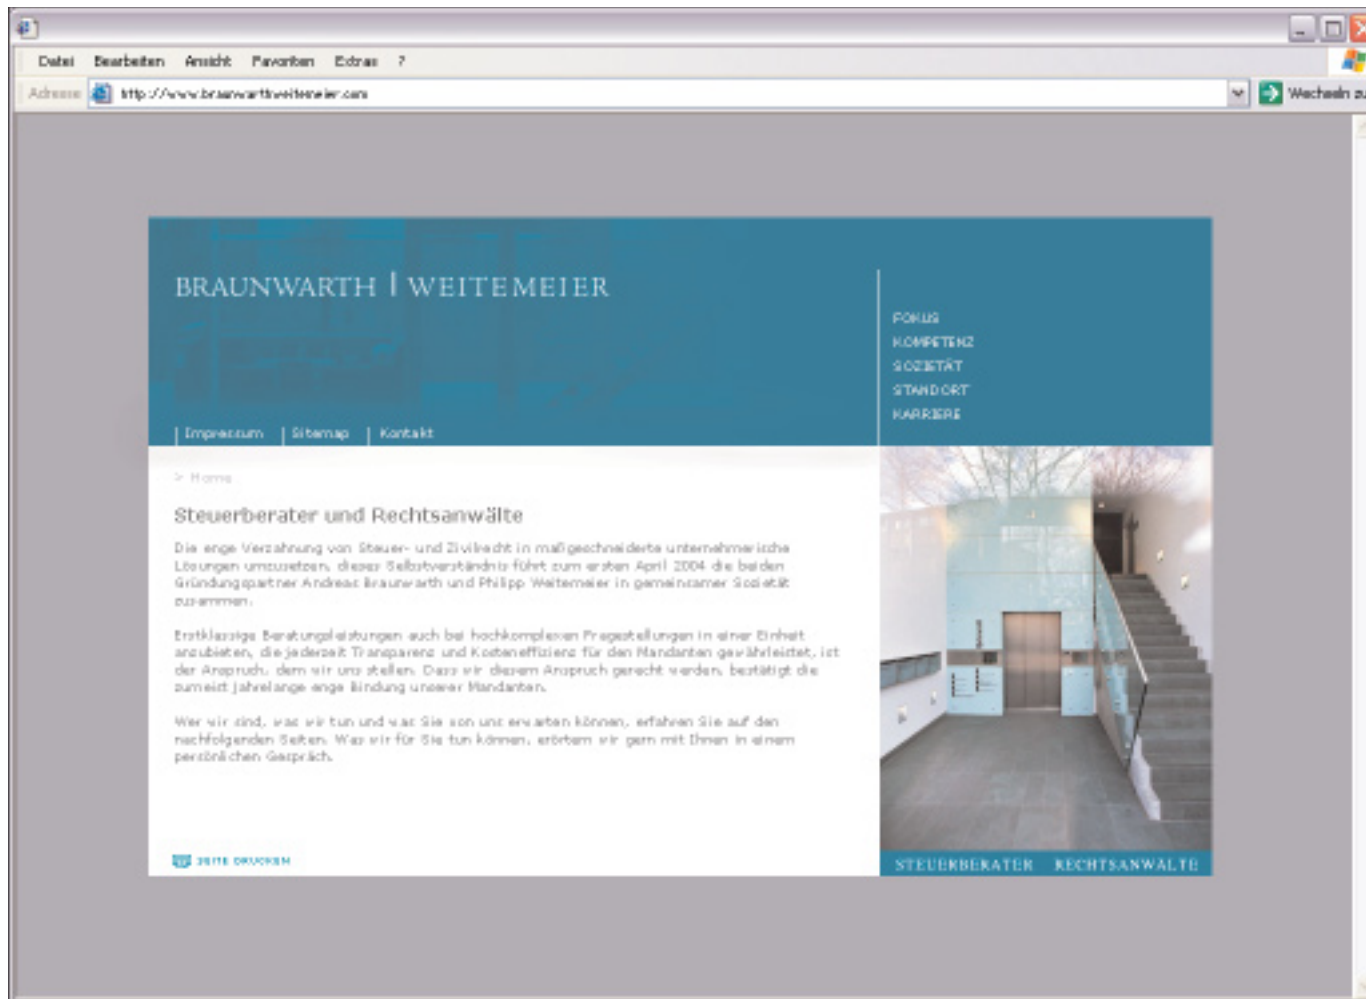 Datei Bearbeiten Ansicht Favoriten Extras ?
Adresse http://www.braunwarthweitemeier.com Wechseln zu
BRAUNWARTH | WEITEMEIER
FOKUS
KOMPETENZ
SOZIETÄT
STANDORT
KARRIERE
| Impressum | Sitemap | Kontakt
> Home
Steuerberater und Rechtsanwälte
Die enge Verzahnung von Steuer- und Zivilrecht in maßgeschneiderte unternehmerische
Lösungen umzusetzen, dieses Selbstverständnis führt zum ersten April 2004 die beiden
Gründungspartner Andreas Braunwarth und Philipp Weitemeier in gemeinsamer Sozietät
zusammen.
Erstklassige Beratungsleistungen auch bei hochkomplexen Fragestellungen in einer Einheit
anzubieten, die jederzeit Transparenz und Kosteneffizienz für den Mandanten gewährleistet, ist
der Anspruch, dem wir uns stellen. Dass wir diesem Anspruch gerecht werden, bestätigt die
zumeist jahrelange enge Bindung unserer Mandanten.
Wer wir sind, was wir tun und was Sie von uns erwarten können, erfahren Sie auf den
nachfolgenden Seiten. Was wir für Sie tun können, erörtern wir gern mit Ihnen in einem
persönlichen Gespräch.
SEITE DRUCKEN
STEUERBERATER RECHTSANWÄLTE